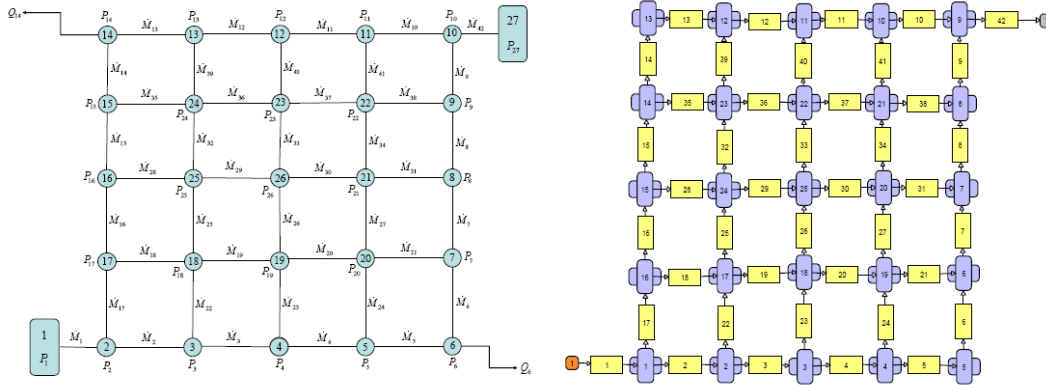 Q₁₄
P₁₄ P₁₃ P₁₂ P₁₁ P₁₀
14 Ṁ₁₃ 13 Ṁ₁₂ 12 Ṁ₁₁ 11 Ṁ₁₀ 10 Ṁ₄₂ 27
P₂₇
Ṁ₁₄ Ṁ₃₉ Ṁ₄₀ Ṁ₄₁ Ṁ₉
P₁₅ 15 Ṁ₃₅ 24 Ṁ₃₆ 23 Ṁ₃₇ 22 Ṁ₃₈ 9 P₉
P₂₄ P₂₃ P₂₂
Ṁ₁₅ Ṁ₃₂ Ṁ₃₃ Ṁ₃₄ Ṁ₈
P₁₆ 16 Ṁ₂₈ 25 Ṁ₂₉ 26 Ṁ₃₀ 21 Ṁ₃₁ 8 P₈
P₂₅ P₂₆ P₂₁
Ṁ₁₆ Ṁ₂₅ Ṁ₂₆ Ṁ₂₇ Ṁ₇
P₁₇ 17 Ṁ₁₈ 18 Ṁ₁₉ 19 Ṁ₂₀ 20 Ṁ₂₁ 7 P₇
P₁₈ P₁₉ P₂₀
Ṁ₁₇ Ṁ₂₂ Ṁ₂₃ Ṁ₂₄ Ṁ₆
1 Ṁ₁ 2 Ṁ₂ 3 Ṁ₃ 4 Ṁ₄ 5 Ṁ₅ 6
P₁ P₂ P₃ P₄ P₅ P₆ Q₆
13 13 12 12 11 11 10 10 9 42
14 39 40 41 9
14 35 23 36 22 37 21 38 8
15 32 33 34 8
15 28 24 29 25 30 20 31 7
16 25 26 27 7
16 18 17 19 18 20 19 21 6
17 22 23 24 6
1 1 1 2 2 3 3 4 4 5 5